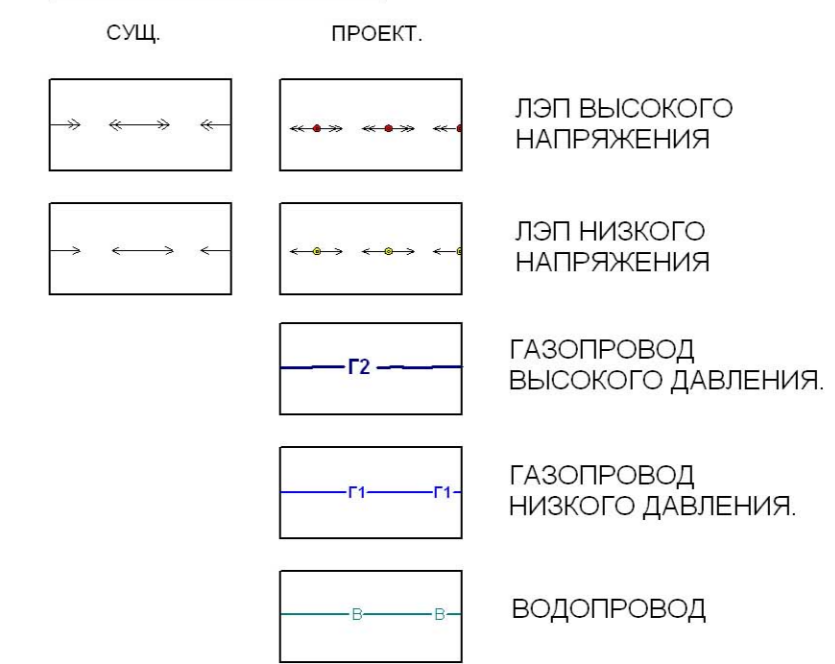 СУЩ. ПРОЕКТ.
ЛЭП ВЫСОКОГО
НАПРЯЖЕНИЯ
ЛЭП НИЗКОГО
НАПРЯЖЕНИЯ
Г2
ГАЗОПРОВОД
ВЫСОКОГО ДАВЛЕНИЯ.
Г1 Г1
ГАЗОПРОВОД
НИЗКОГО ДАВЛЕНИЯ.
В В
ВОДОПРОВОД